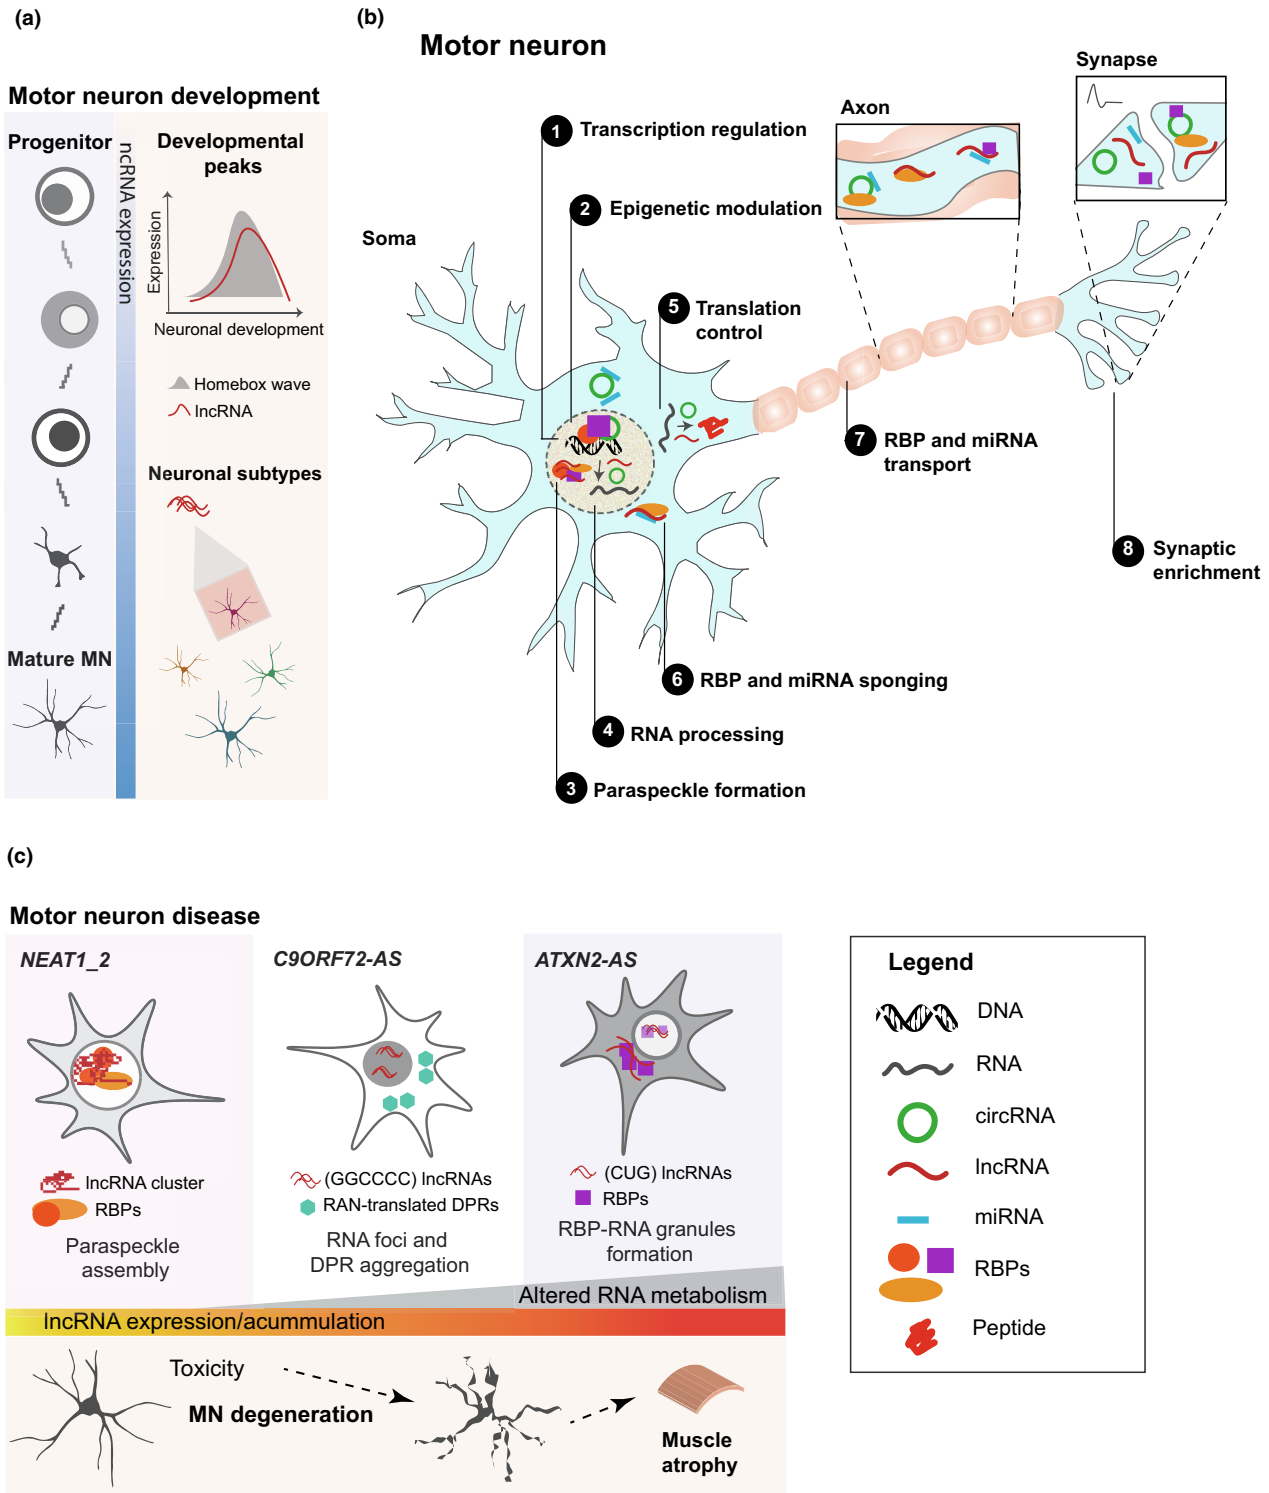 (a)
Motor neuron development
Progenitor
ncRNA expression
Developmental
peaks
Expression
Neuronal development
Homebox wave
lncRNA
Neuronal subtypes
Mature MN
(b)
Motor neuron
Soma
1 Transcription regulation
2 Epigenetic modulation
5 Translation
control
Axon
Synapse
7 RBP and miRNA
transport
8 Synaptic
enrichment
6 RBP and miRNA sponging
4 RNA processing
3 Paraspeckle formation
(c)
Motor neuron disease
NEAT1_2
lncRNA cluster
RBPs
Paraspeckle
assembly
C9ORF72-AS
(GGCCCC) lncRNAs
RAN-translated DPRs
RNA foci and
DPR aggregation
ATXN2-AS
(CUG) lncRNAs
RBPs
RBP-RNA granules
formation
Altered RNA metabolism
lncRNA expression/acummulation
Toxicity
MN degeneration
Muscle
atrophy
Legend
DNA
RNA
circRNA
lncRNA
miRNA
RBPs
Peptide